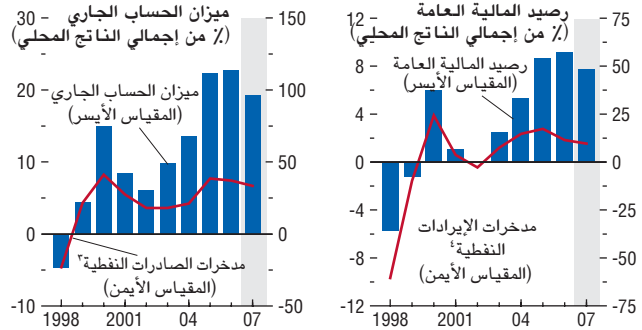 ميزان الحساب الجاري
(٪ من إجمالي الناتج المحلي)
30
20
10
0
-10
150
100
50
0
-50
ميزان الحساب الجاري
(المقياس الأيسر)
مدخرات الصادرات النفطية٣
(المقياس الأيمن)
1998 2001 04 07
رصيد المالية العامة
(٪ من إجمالي الناتج المحلي)
12
8
4
0
-4
-8
-12
75
50
25
0
-25
-50
-75
رصيد المالية العامة
(المقياس الأيسر)
مدخرات الإيرادات
النفطية٤
(المقياس الأيمن)
1998 2001 04 07